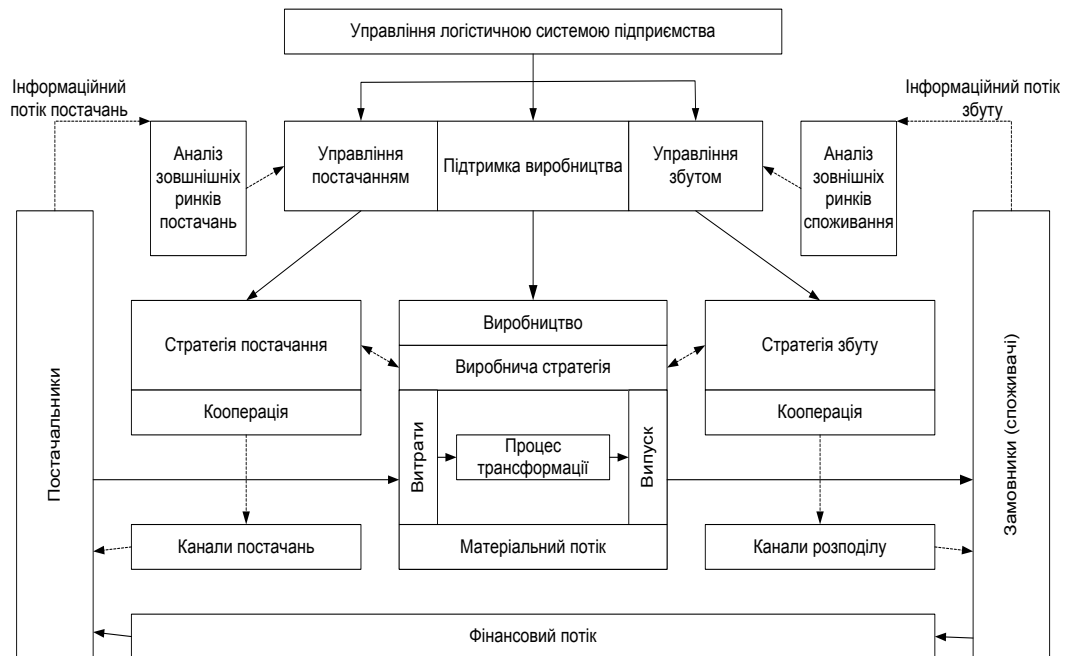 Управління логістичною системою підприємства
Інформаційний
потік постачань
Інформаційний потік
збуту
Аналіз
зовшнішніх
ринків
постачань
Управління
постачанням
Підтримка виробництва
Управління
збутом
Аналіз
зовнішніх
ринків
споживання
Постачальники
Стратегія постачання
Кооперація
Виробництво
Виробнича стратегія
Стратегія збуту
Кооперація
Витрати
Процес
трансформації
Випуск
Замовники (споживачі)
Канали постачань
Матеріальний потік
Канали розподілу
Фінансовий потік